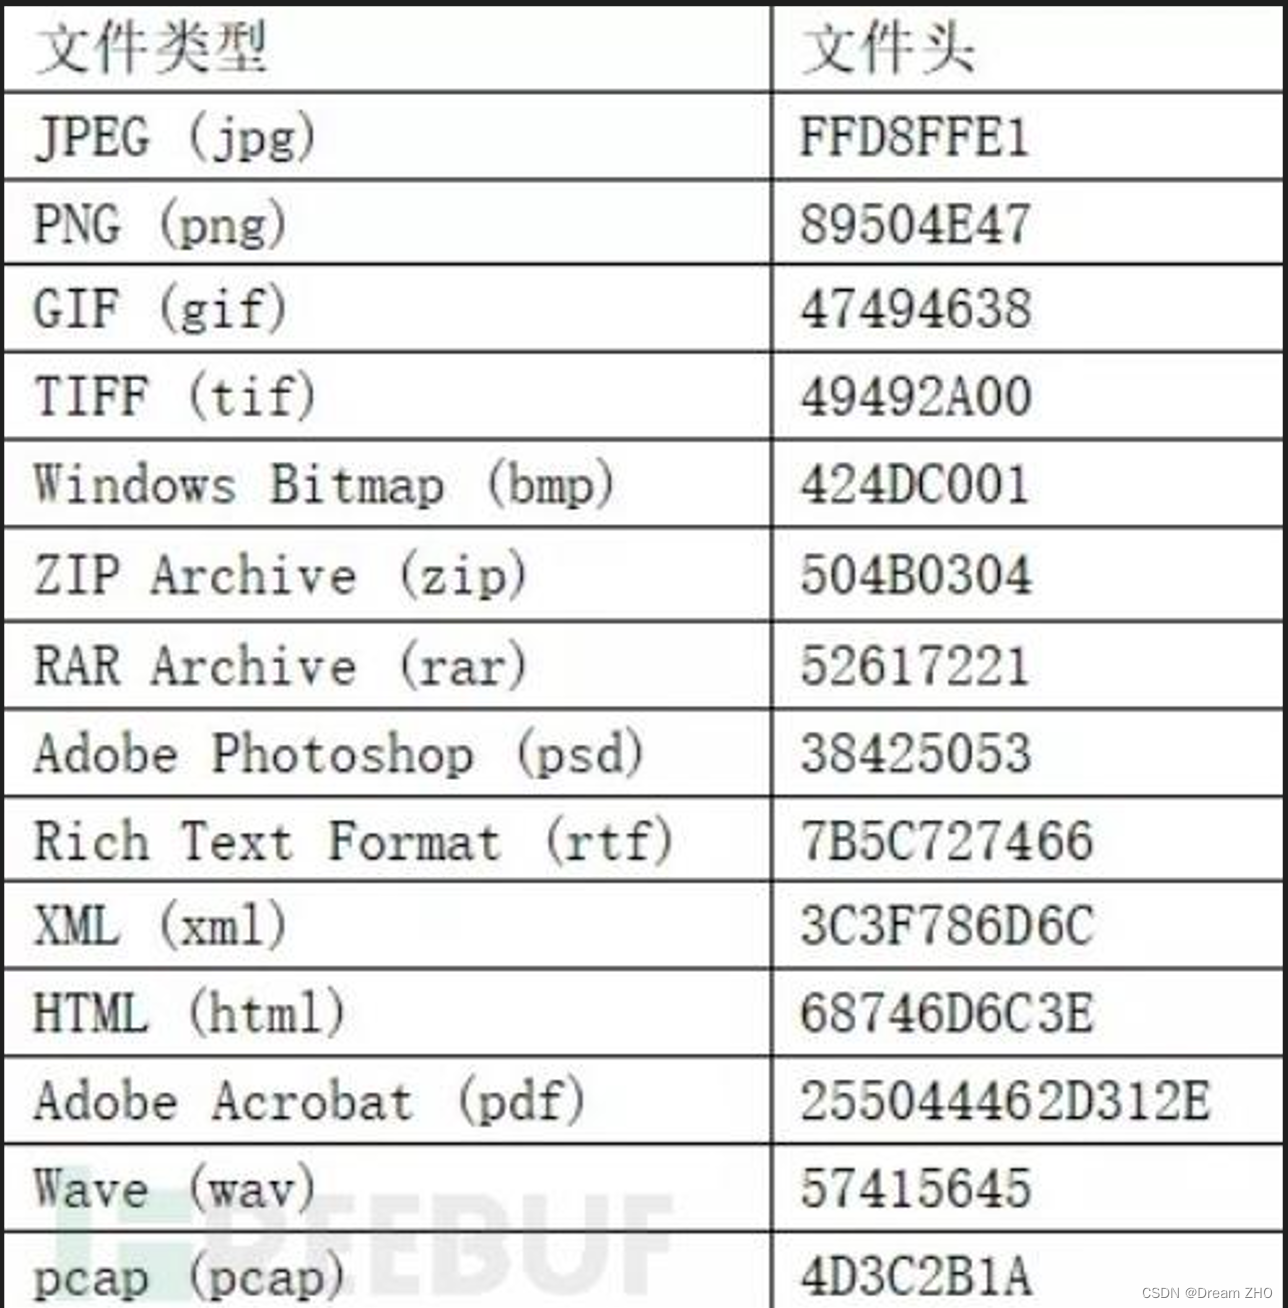 文件类型 文件头
JPEG (jpg) FFD8FFE1
PNG (png) 89504E47
GIF (gif) 47494638
TIFF (tif) 49492A00
Windows Bitmap (bmp) 424DC001
ZIP Archive (zip) 504B0304
RAR Archive (rar) 52617221
Adobe Photoshop (psd) 38425053
Rich Text Format (rtf) 7B5C727466
XML (xml) 3C3F786D6C
HTML (html) 68746D6C3E
Adobe Acrobat (pdf) 255044462D312E
Wave (wav) 57415645
REEBUF
pcap (pcap) 4D3C2B1A
CSDN @Dream ZHO